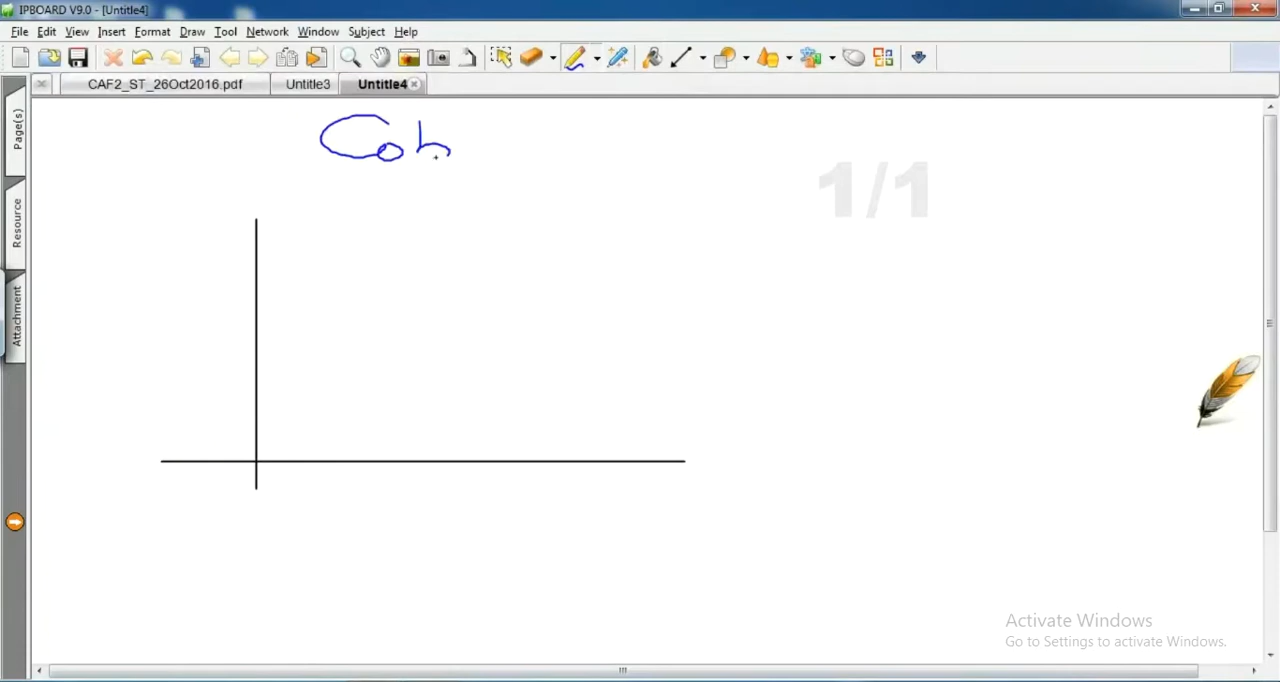 IPBOARD V9.0 - [Untitle4]
File Edit View Insert Format Draw Tool Network Window Subject Help
CAF2_ST_26Oct2016.pdf Untitle3 Untitle4
Page(s)
Resource
Attachment
Coh
1/1
Activate Windows
Go to Settings to activate Windows.